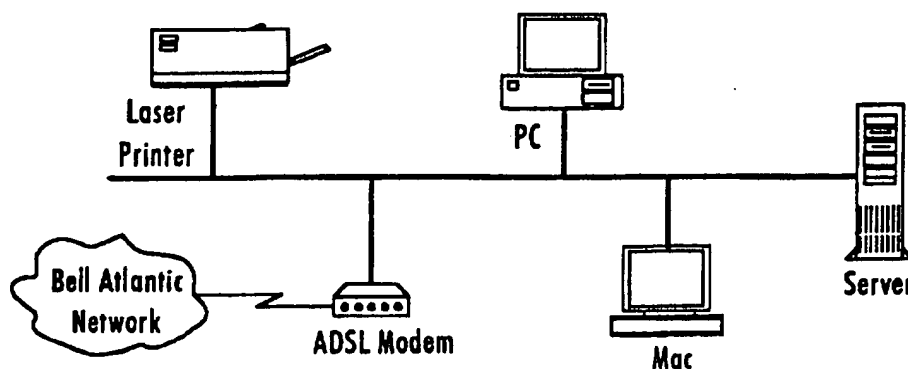 Laser
Printer
PC
Server
Bell Atlantic
Network
ADSL Modem
Mac